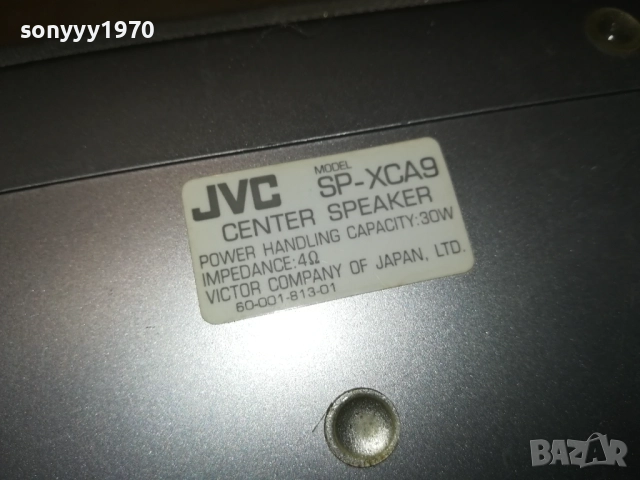 sonyyy1970
JVC MODEL SP-XCA9
CENTER SPEAKER
POWER HANDLING CAPACITY:30W
IMPEDANCE:4Ω
VICTOR COMPANY OF JAPAN, LTD.
60-001-813-01
BAZAR